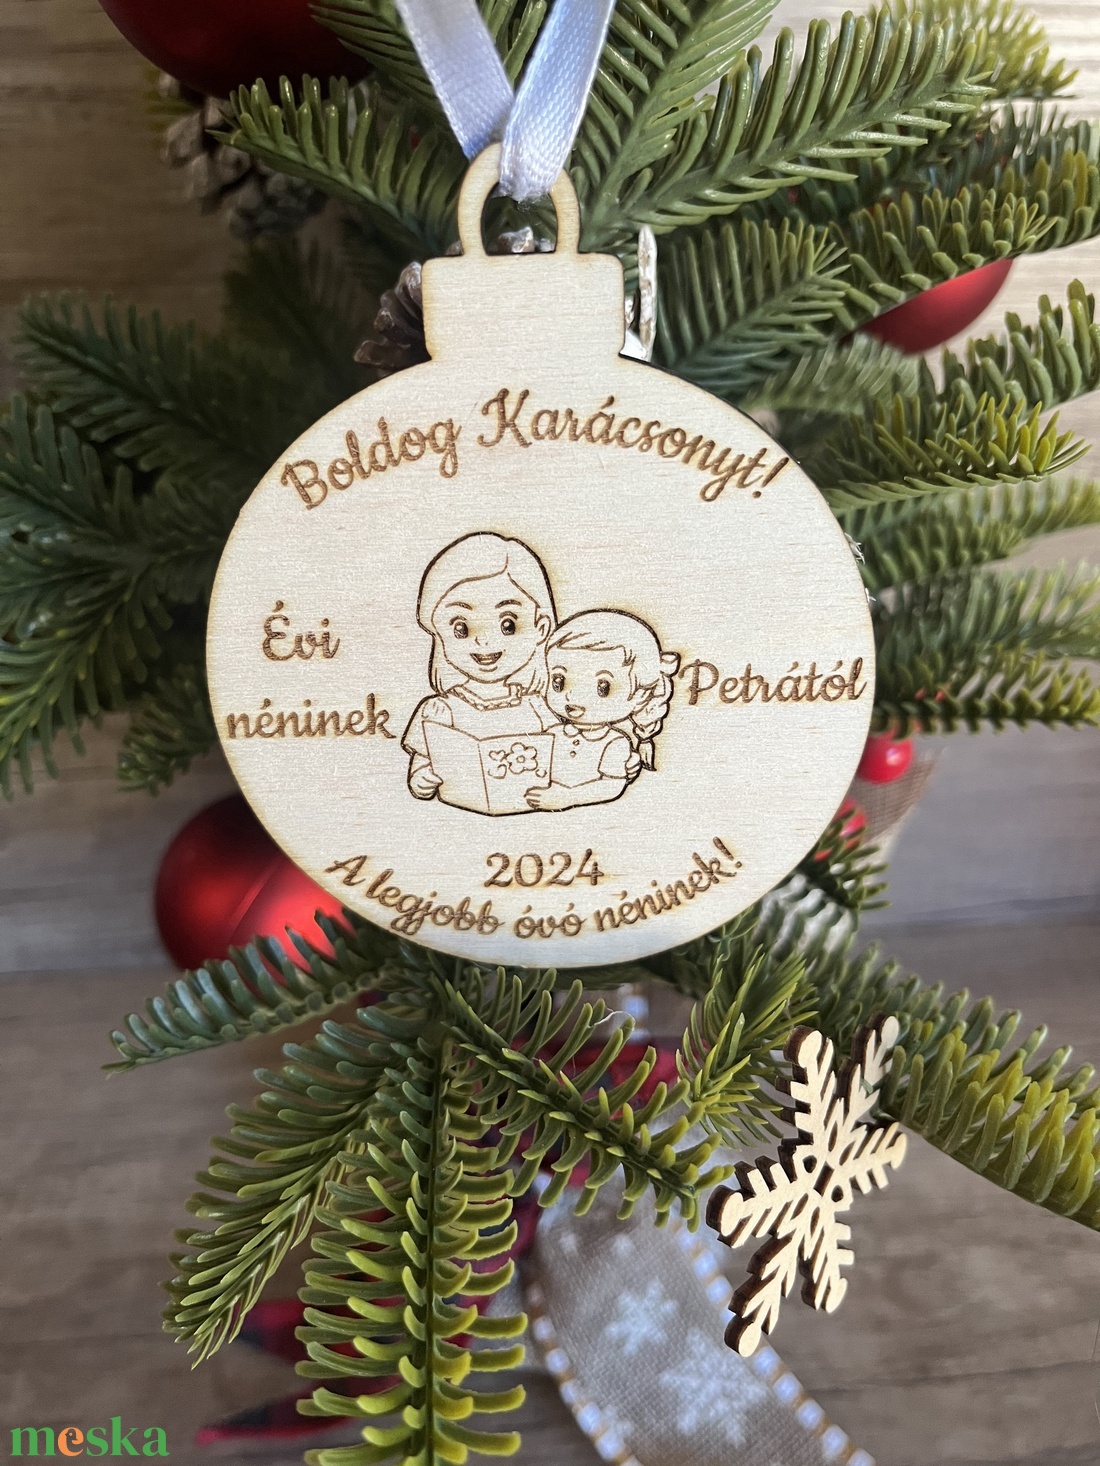 Boldog Karácsonyt!
Évi
néninek
Petrától
2024
A legjobb óvó néninek!
meska